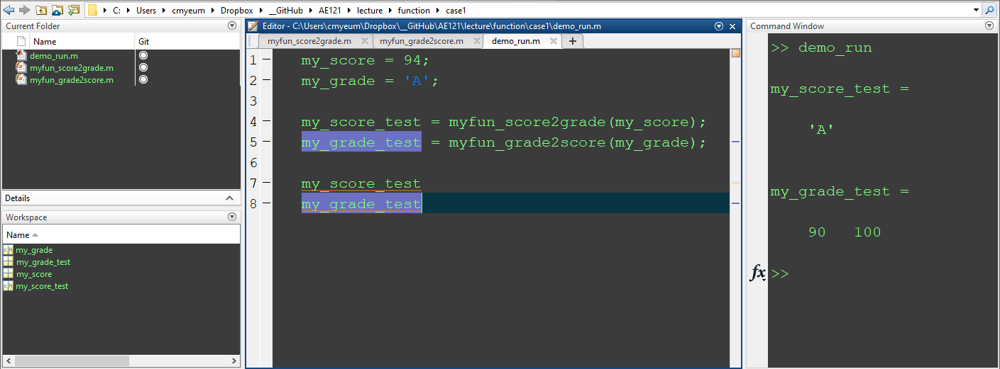 C: Users cmyeum Dropbox __GitHub AE121 lecture function case1
Current Folder
Name Git
demo_run.m
myfun_score2grade.m
myfun_grade2score.m
Details
Workspace
Name
my_grade
my_grade_test
my_score
my_score_test
Editor - C:\Users\cmyeum\Dropbox\__GitHub\AE121\lecture\function\case1\demo_run.m
myfun_score2grade.m myfun_grade2score.m demo_run.m
1 my_score = 94;
2 my_grade = 'A';
3
4 my_score_test = myfun_score2grade(my_score);
5 my_grade_test = myfun_grade2score(my_grade);
6
7 my_score_test
8 my_grade_test
Command Window
>> demo_run
my_score_test =
'A'
my_grade_test =
90 100
fx >>